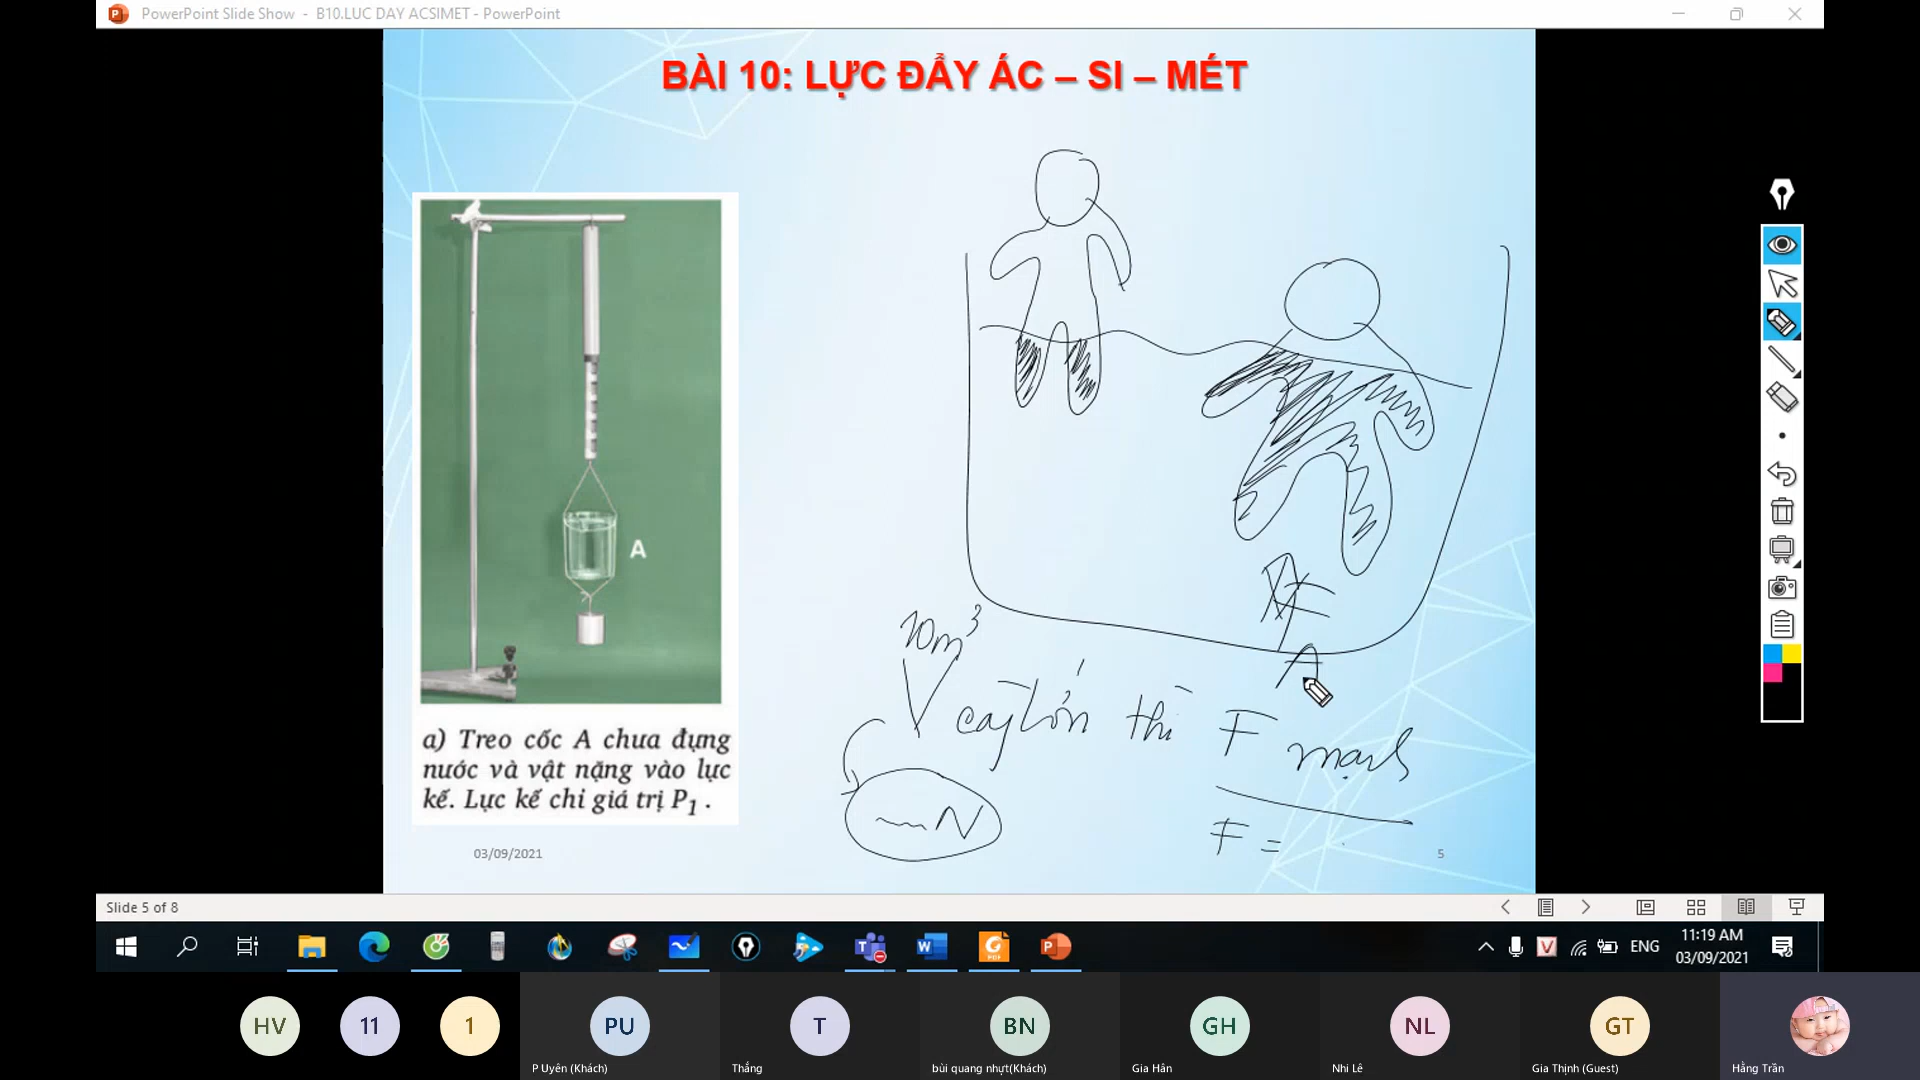 PowerPoint Slide Show - B10.LUC DAY ACSIMET - PowerPoint
BÀI 10: LỰC ĐẨY ÁC – SI – MÉT
A
a) Treo cốc A chưa đựng
nước và vật nặng vào lực
kế. Lực kế chỉ giá trị P1 .
10m³
V càng lớn thì F mạnh
N
F =
03/09/2021
5
Slide 5 of 8
ENG
11:19 AM
03/09/2021
HV
11
1
PU
T
BN
GH
NL
GT
P Uyên (Khách)
Thắng
bùi quang nhựt(Khách)
Gia Hân
Nhi Lê
Gia Thịnh (Guest)
Hằng Trần